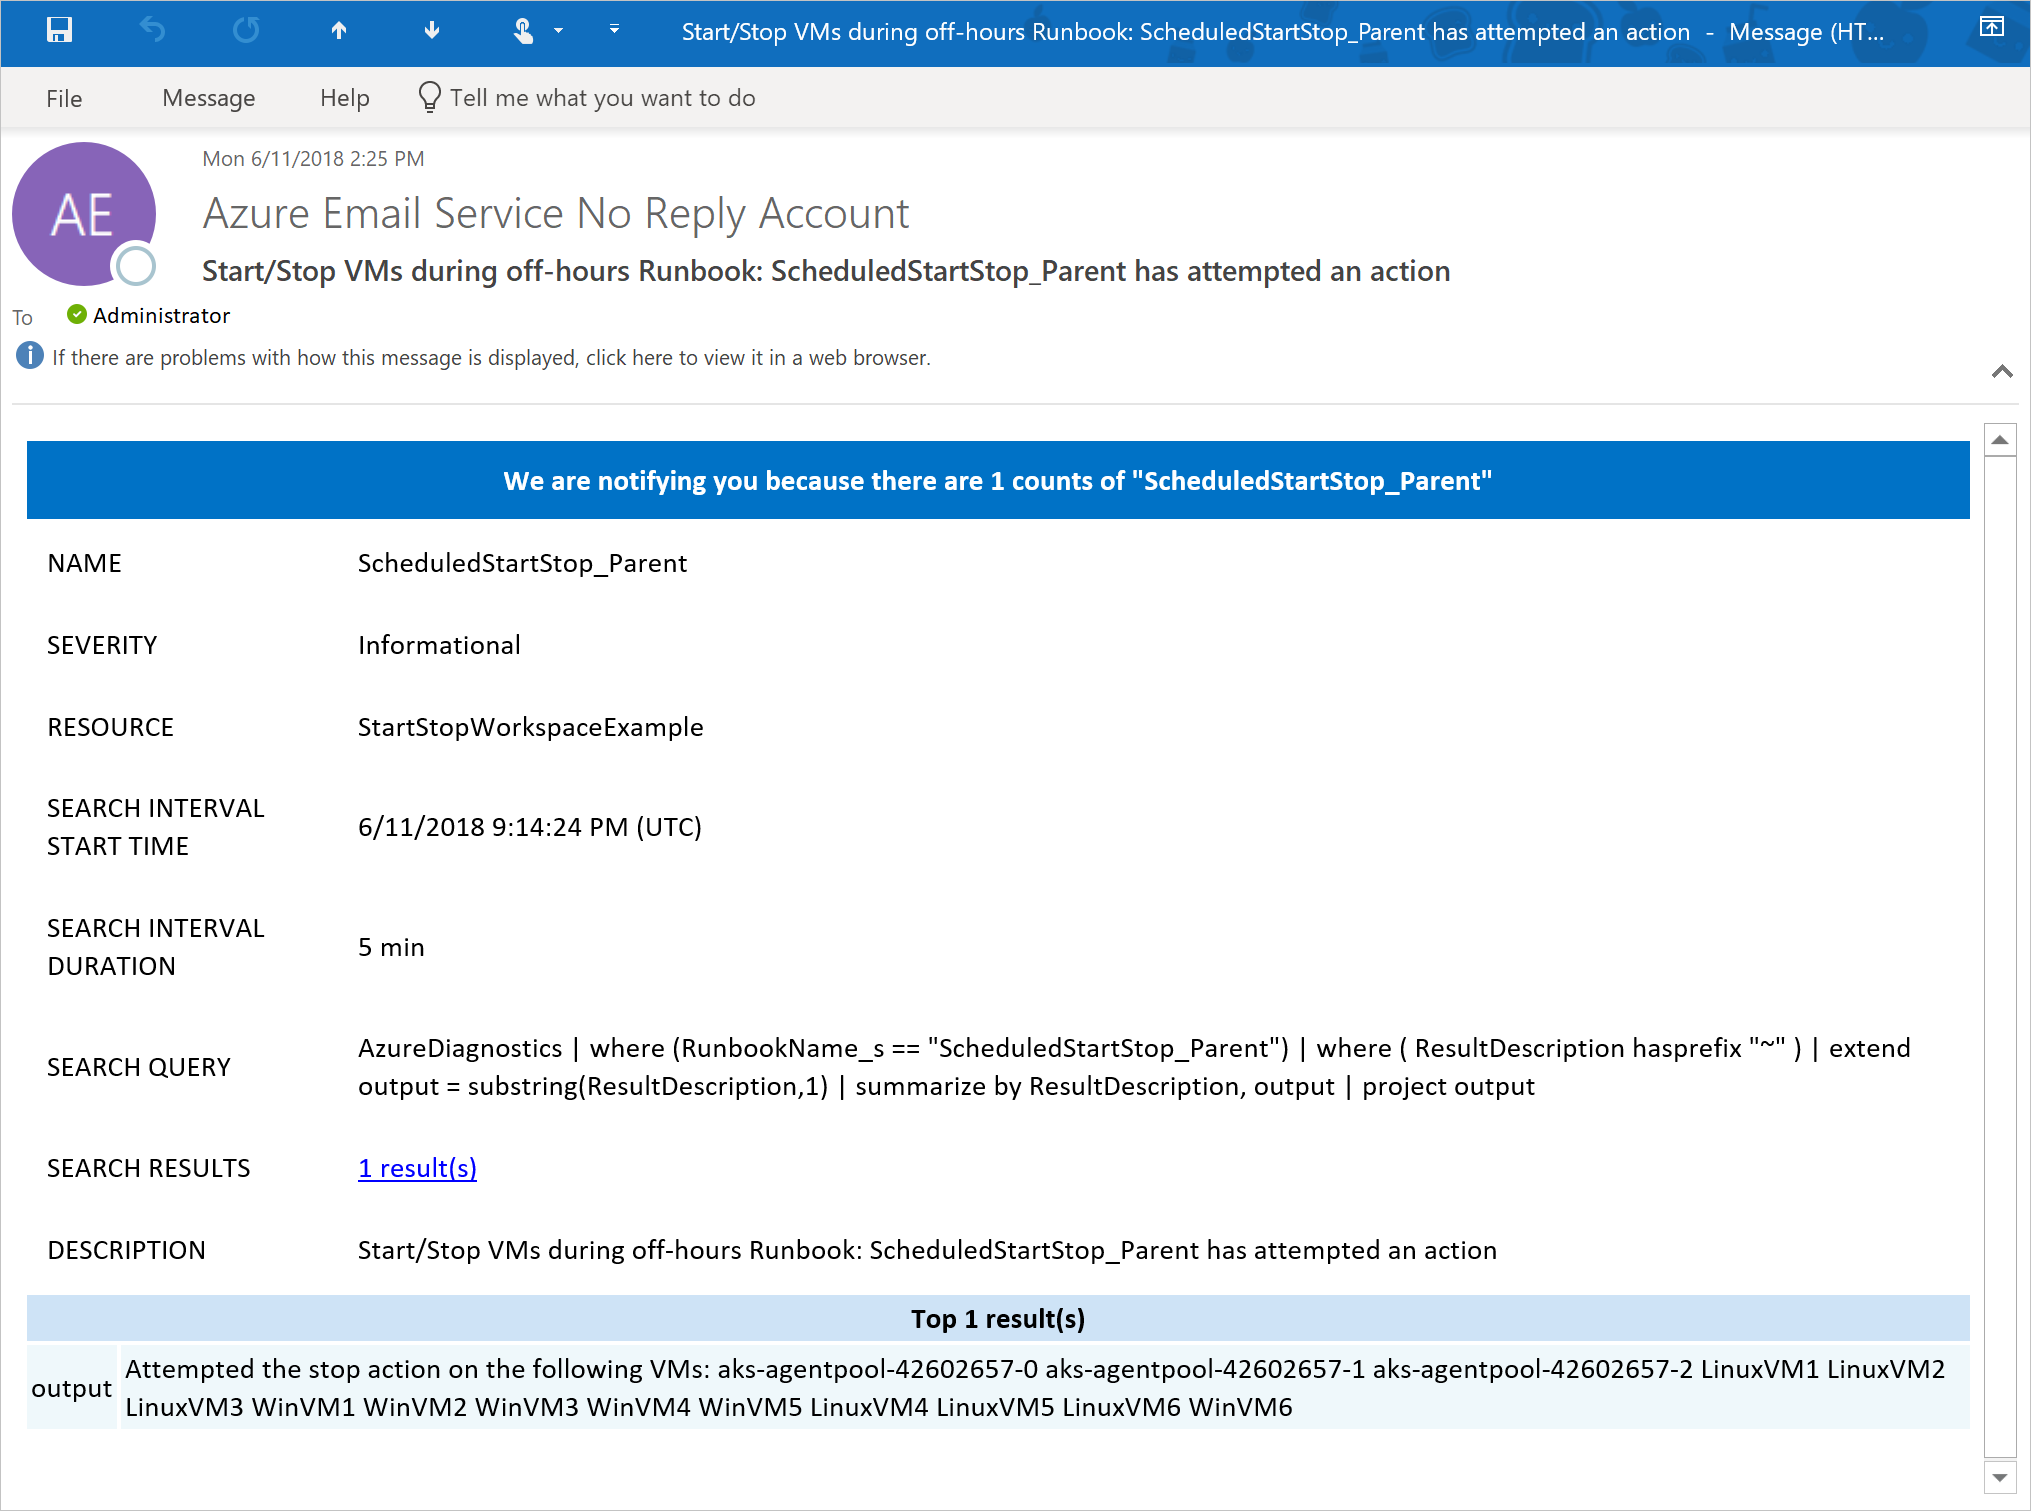 Start/Stop VMs during off-hours Runbook: ScheduledStartStop_Parent has attempted an action - Message (HT...
File Message Help Tell me what you want to do
Mon 6/11/2018 2:25 PM
AE
Azure Email Service No Reply Account
Start/Stop VMs during off-hours Runbook: ScheduledStartStop_Parent has attempted an action
To Administrator
If there are problems with how this message is displayed, click here to view it in a web browser.
We are notifying you because there are 1 counts of "ScheduledStartStop_Parent"
NAME ScheduledStartStop_Parent
SEVERITY Informational
RESOURCE StartStopWorkspaceExample
SEARCH INTERVAL
START TIME
6/11/2018 9:14:24 PM (UTC)
SEARCH INTERVAL
DURATION
5 min
SEARCH QUERY
AzureDiagnostics | where (RunbookName_s == "ScheduledStartStop_Parent") | where ( ResultDescription hasprefix "~" ) | extend
output = substring(ResultDescription,1) | summarize by ResultDescription, output | project output
SEARCH RESULTS 1 result(s)
DESCRIPTION Start/Stop VMs during off-hours Runbook: ScheduledStartStop_Parent has attempted an action
Top 1 result(s)
output
Attempted the stop action on the following VMs: aks-agentpool-42602657-0 aks-agentpool-42602657-1 aks-agentpool-42602657-2 LinuxVM1 LinuxVM2
LinuxVM3 WinVM1 WinVM2 WinVM3 WinVM4 WinVM5 LinuxVM4 LinuxVM5 LinuxVM6 WinVM6